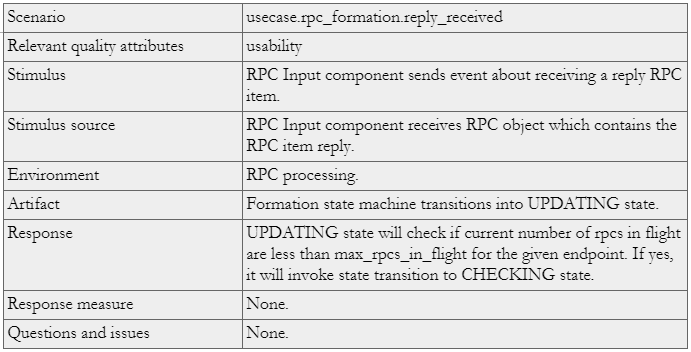 Scenario usecase.rpc_formation.reply_received
Relevant quality attributes usability
Stimulus RPC Input component sends event about receiving a reply RPC
item.
Stimulus source RPC Input component receives RPC object which contains the
RPC item reply.
Environment RPC processing.
Artifact Formation state machine transitions into UPDATING state.
Response UPDATING state will check if current number of rpcs in flight
are less than max_rpcs_in_flight for the given endpoint. If yes,
it will invoke state transition to CHECKING state.
Response measure None.
Questions and issues None.